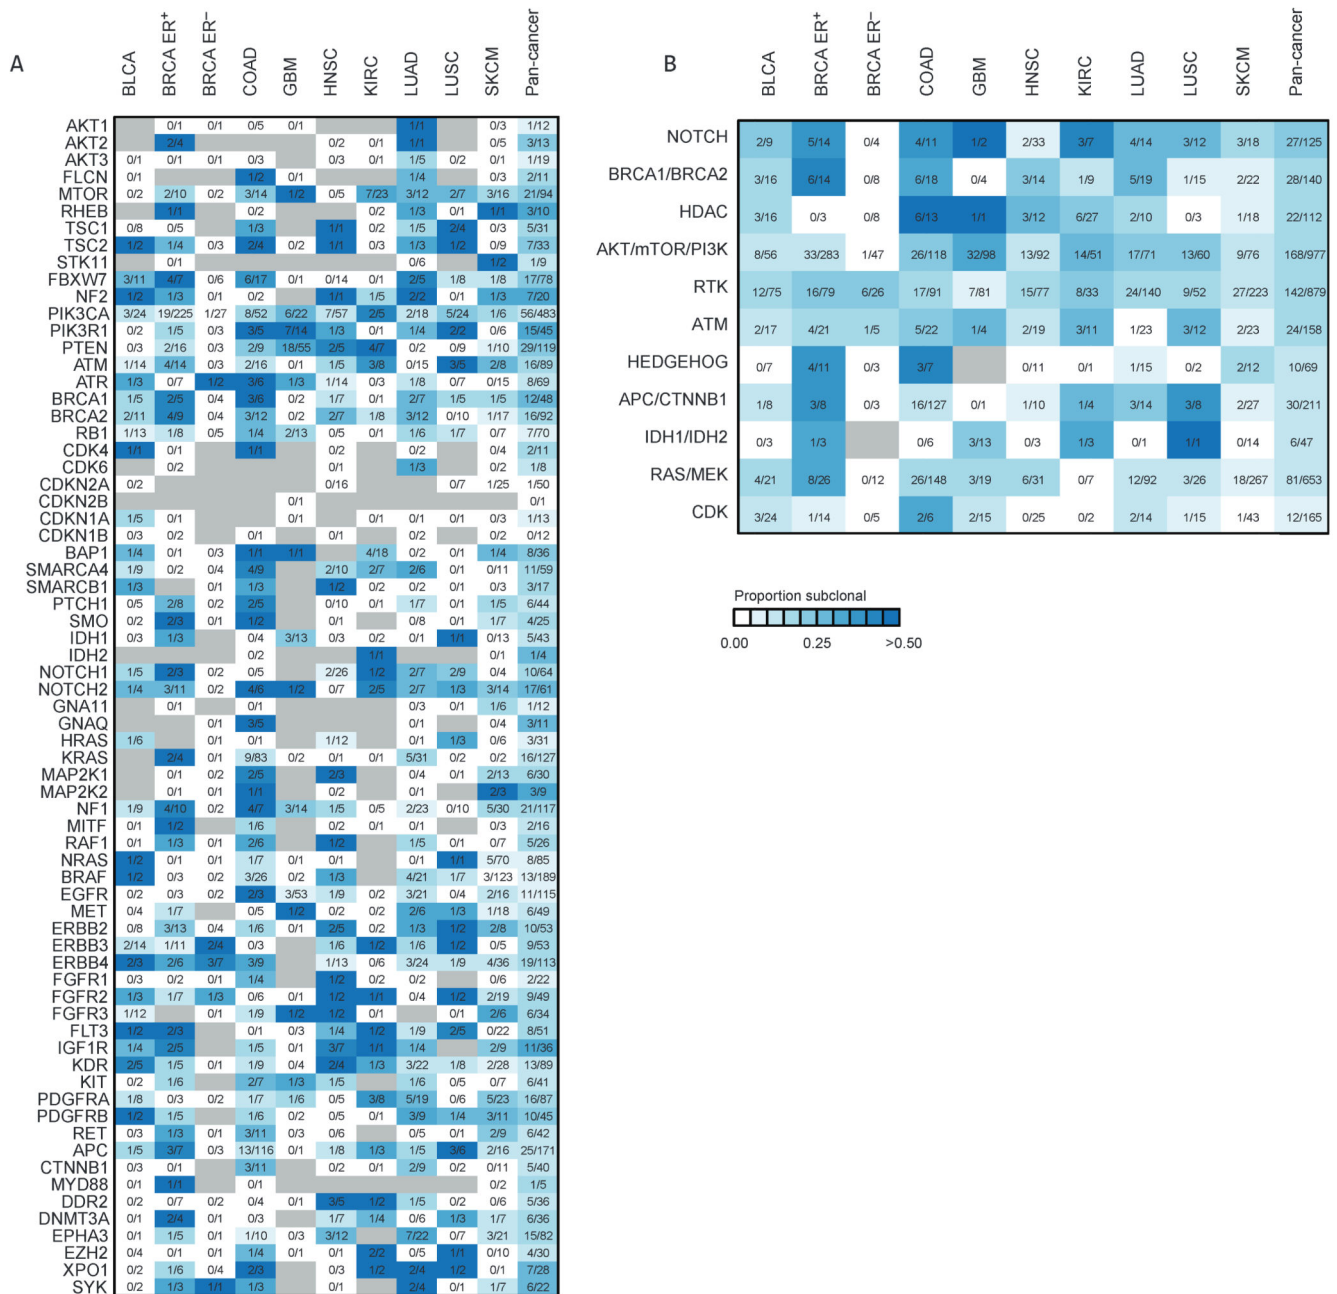 A
BLCA BRCA ER+ BRCA ER− COAD GBM HNSC KIRC LUAD LUSC SKCM Pan-cancer
AKT1 0/1 0/1 0/5 0/1 1/1 0/3 1/12
AKT2 2/4 0/2 0/1 1/1 0/5 3/13
AKT3 0/1 0/1 0/1 0/3 0/3 0/1 1/5 0/2 0/1 1/19
FLCN 0/1 1/2 0/1 1/4 0/3 2/11
MTOR 0/2 2/10 0/2 3/14 1/2 0/5 7/23 3/12 2/7 3/16 21/94
RHEB 1/1 0/2 0/2 1/3 0/1 1/1 3/10
TSC1 0/8 0/5 1/3 1/1 0/2 1/5 2/4 0/3 5/31
TSC2 1/2 1/4 0/3 2/4 0/2 1/1 0/3 1/3 1/2 0/9 7/33
STK11 0/1 0/6 1/2 1/9
FBXW7 3/11 4/7 0/6 6/17 0/1 0/14 0/1 2/5 1/8 1/8 17/78
NF2 1/2 1/3 0/1 0/2 1/1 1/5 2/2 0/1 1/3 7/20
PIK3CA 3/24 19/225 1/27 8/52 6/22 7/57 2/5 2/18 5/24 1/6 56/483
PIK3R1 0/2 1/5 0/3 3/5 7/14 1/3 0/1 1/4 2/2 0/6 15/45
PTEN 0/3 2/16 0/3 2/9 18/55 2/5 4/7 0/2 0/9 1/10 29/119
ATM 1/14 4/14 0/3 2/16 0/1 1/5 3/8 0/15 3/5 2/8 16/89
ATR 1/3 0/7 1/2 3/6 1/3 1/14 0/3 1/8 0/7 0/15 8/69
BRCA1 1/5 2/5 0/4 3/6 0/2 1/7 0/1 2/7 1/5 1/5 12/48
BRCA2 2/11 4/9 0/4 3/12 0/2 2/7 1/8 3/12 0/10 1/17 16/92
RB1 1/13 1/8 0/5 1/4 2/13 0/5 0/1 1/6 1/7 0/7 7/70
CDK4 1/1 0/1 1/1 0/2 0/2 0/4 2/11
CDK6 0/2 0/1 1/3 0/2 1/8
CDKN2A 0/2 0/16 0/7 1/25 1/50
CDKN2B 0/1 0/1
CDKN1A 1/5 0/1 0/1 0/1 0/1 0/1 0/3 1/13
CDKN1B 0/3 0/2 0/1 0/1 0/1 0/2 0/2 0/12
BAP1 1/4 0/1 0/3 1/1 1/1 4/18 0/2 0/1 1/4 8/36
SMARCA4 1/9 0/2 0/4 4/9 2/10 2/7 2/6 0/1 0/11 11/59
SMARCB1 1/3 0/1 1/3 1/2 0/2 0/2 0/1 0/3 3/17
PTCH1 0/5 2/8 0/2 2/5 0/10 0/1 1/7 0/1 1/5 6/44
SMO 0/2 2/3 0/1 1/2 0/1 0/8 0/1 1/7 4/25
IDH1 0/3 1/3 0/4 3/13 0/3 0/2 0/1 1/1 0/13 5/43
IDH2 0/2 1/1 0/1 1/4
NOTCH1 1/5 2/3 0/2 0/5 2/26 1/2 2/7 2/9 0/4 10/64
NOTCH2 1/4 3/11 0/2 4/6 1/2 0/7 2/5 2/7 1/3 3/14 17/61
GNA11 0/1 0/1 0/3 0/1 1/6 1/12
GNAQ 0/1 3/5 0/1 0/4 3/11
HRAS 1/6 0/1 0/1 1/12 0/1 1/3 0/6 3/31
KRAS 2/4 0/1 9/83 0/2 0/1 0/1 5/31 0/2 0/2 16/127
MAP2K1 0/1 0/2 2/5 2/3 0/4 0/1 2/13 6/30
MAP2K2 0/1 0/1 1/1 0/2 0/1 2/3 3/9
NF1 1/9 4/10 0/2 4/7 3/14 1/5 0/5 2/23 0/10 5/30 21/117
MITF 0/1 1/2 1/6 0/2 0/1 0/1 0/3 2/16
RAF1 0/1 1/3 0/1 2/6 1/2 1/5 0/1 0/7 5/26
NRAS 1/2 0/1 0/1 1/7 0/1 0/1 0/1 1/1 5/70 8/85
BRAF 1/2 0/3 0/2 3/26 0/2 1/3 4/21 1/7 3/123 13/189
EGFR 0/2 0/3 0/2 2/3 3/53 1/9 0/2 3/21 0/4 2/16 11/115
MET 0/4 1/7 0/5 1/2 0/2 0/2 2/6 1/3 1/18 6/49
ERBB2 0/8 3/13 0/4 1/6 0/1 2/5 0/2 1/3 1/2 2/8 10/53
ERBB3 2/14 1/11 2/4 0/3 1/6 1/2 1/6 1/2 0/5 9/53
ERBB4 2/3 2/6 3/7 3/9 1/13 0/6 3/24 1/9 4/36 19/113
FGFR1 0/3 0/2 0/1 1/4 1/2 0/2 0/2 0/6 2/22
FGFR2 1/3 1/7 1/3 0/6 0/1 1/2 1/1 0/4 1/2 2/19 9/49
FGFR3 1/12 0/1 1/9 1/2 1/2 0/1 0/1 2/6 6/34
FLT3 1/2 2/3 0/1 0/3 1/4 1/2 1/9 2/5 0/22 8/51
IGF1R 1/4 2/5 1/5 0/1 3/7 1/1 1/4 2/9 11/36
KDR 2/5 1/5 0/1 1/9 0/4 2/4 1/3 3/22 1/8 2/28 13/89
KIT 0/2 1/6 2/7 1/3 1/5 1/6 0/5 0/7 6/41
PDGFRA 1/8 0/3 0/2 1/7 1/6 0/5 3/8 5/19 0/6 5/23 16/87
PDGFRB 1/2 1/5 1/6 0/2 0/5 0/1 3/9 1/4 3/11 10/45
RET 0/3 1/3 0/1 3/11 0/3 0/6 0/5 0/1 2/9 6/42
APC 1/5 3/7 0/3 13/116 0/1 1/8 1/3 1/5 3/6 2/16 25/171
CTNNB1 0/3 0/1 3/11 0/2 0/1 2/9 0/2 0/11 5/40
MYD88 0/1 1/1 0/1 0/2 1/5
DDR2 0/2 0/7 0/2 0/4 0/1 3/5 1/2 1/5 0/2 0/6 5/36
DNMT3A 0/1 2/4 0/1 0/3 1/7 1/4 0/6 1/3 1/7 6/36
EPHA3 0/1 1/5 0/1 1/10 0/3 3/12 7/22 0/7 3/21 15/82
EZH2 0/4 0/1 0/1 1/4 0/1 0/1 2/2 0/5 1/1 0/10 4/30
XPO1 0/2 1/6 0/4 2/3 0/3 1/2 2/4 1/2 0/1 7/28
SYK 0/2 1/3 1/1 1/3 0/1 2/4 0/1 1/7 6/22
B
BLCA BRCA ER+ BRCA ER− COAD GBM HNSC KIRC LUAD LUSC SKCM Pan-cancer
NOTCH 2/9 5/14 0/4 4/11 1/2 2/33 3/7 4/14 3/12 3/18 27/125
BRCA1/BRCA2 3/16 6/14 0/8 6/18 0/4 3/14 1/9 5/19 1/15 2/22 28/140
HDAC 3/16 0/3 0/8 6/13 1/1 3/12 6/27 2/10 0/3 1/18 22/112
AKT/mTOR/PI3K 8/56 33/283 1/47 26/118 32/98 13/92 14/51 17/71 13/60 9/76 168/977
RTK 12/75 16/79 6/26 17/91 7/81 15/77 8/33 24/140 9/52 27/223 142/879
ATM 2/17 4/21 1/5 5/22 1/4 2/19 3/11 1/23 3/12 2/23 24/158
HEDGEHOG 0/7 4/11 0/3 3/7 0/11 0/1 1/15 0/2 2/12 10/69
APC/CTNNB1 1/8 3/8 0/3 16/127 0/1 1/10 1/4 3/14 3/8 2/27 30/211
IDH1/IDH2 0/3 1/3 0/6 3/13 0/3 1/3 0/1 1/1 0/14 6/47
RAS/MEK 4/21 8/26 0/12 26/148 3/19 6/31 0/7 12/92 3/26 18/267 81/653
CDK 3/24 1/14 0/5 2/6 2/15 0/25 0/2 2/14 1/15 1/43 12/165
Proportion subclonal
0.00 0.25 >0.50